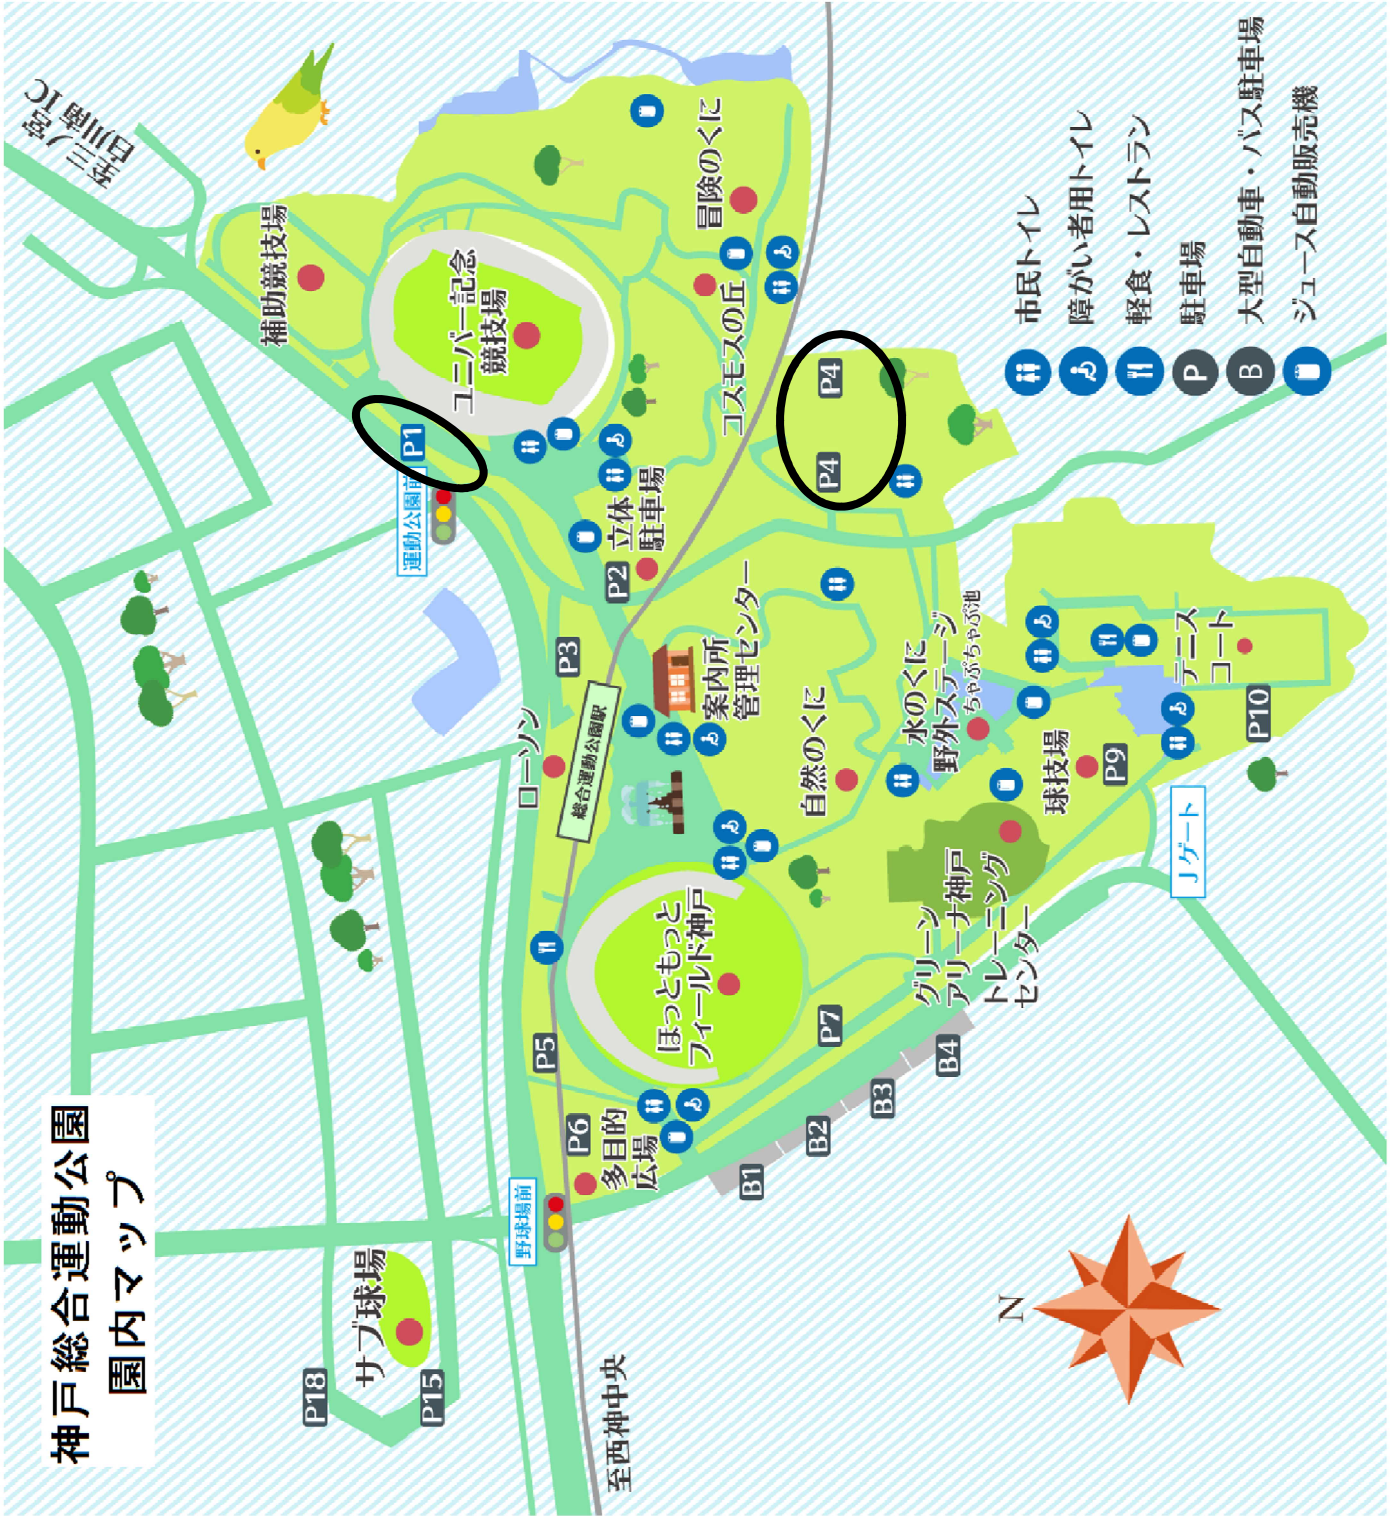 神戸総合運動公園
園内マップ
至三ノ宮
白川南IC
補助競技場
ユニバー記念
競技場
冒険のくに
コスモスの丘
P1
運動公園前
P4
P4
立体
駐車場
P2
P3
ローソン
総合運動公園駅
案内所
管理センター
自然のくに
水のくに
野外ステージ
ちゃぷちゃぷ池
テニス
コート
P10
球技場
P9
Jゲート
グリーン
アリーナ神戸
トレーニング
センター
ほっともっと
フィールド神戸
P5
P7
P6
多目的
広場
B1
B2
B3
B4
野球場前
サブ球場
P18
P15
至西神中央
N
市民トイレ
障がい者用トイレ
軽食・レストラン
P
駐車場
B
大型自動車・バス駐車場
ジュース自動販売機